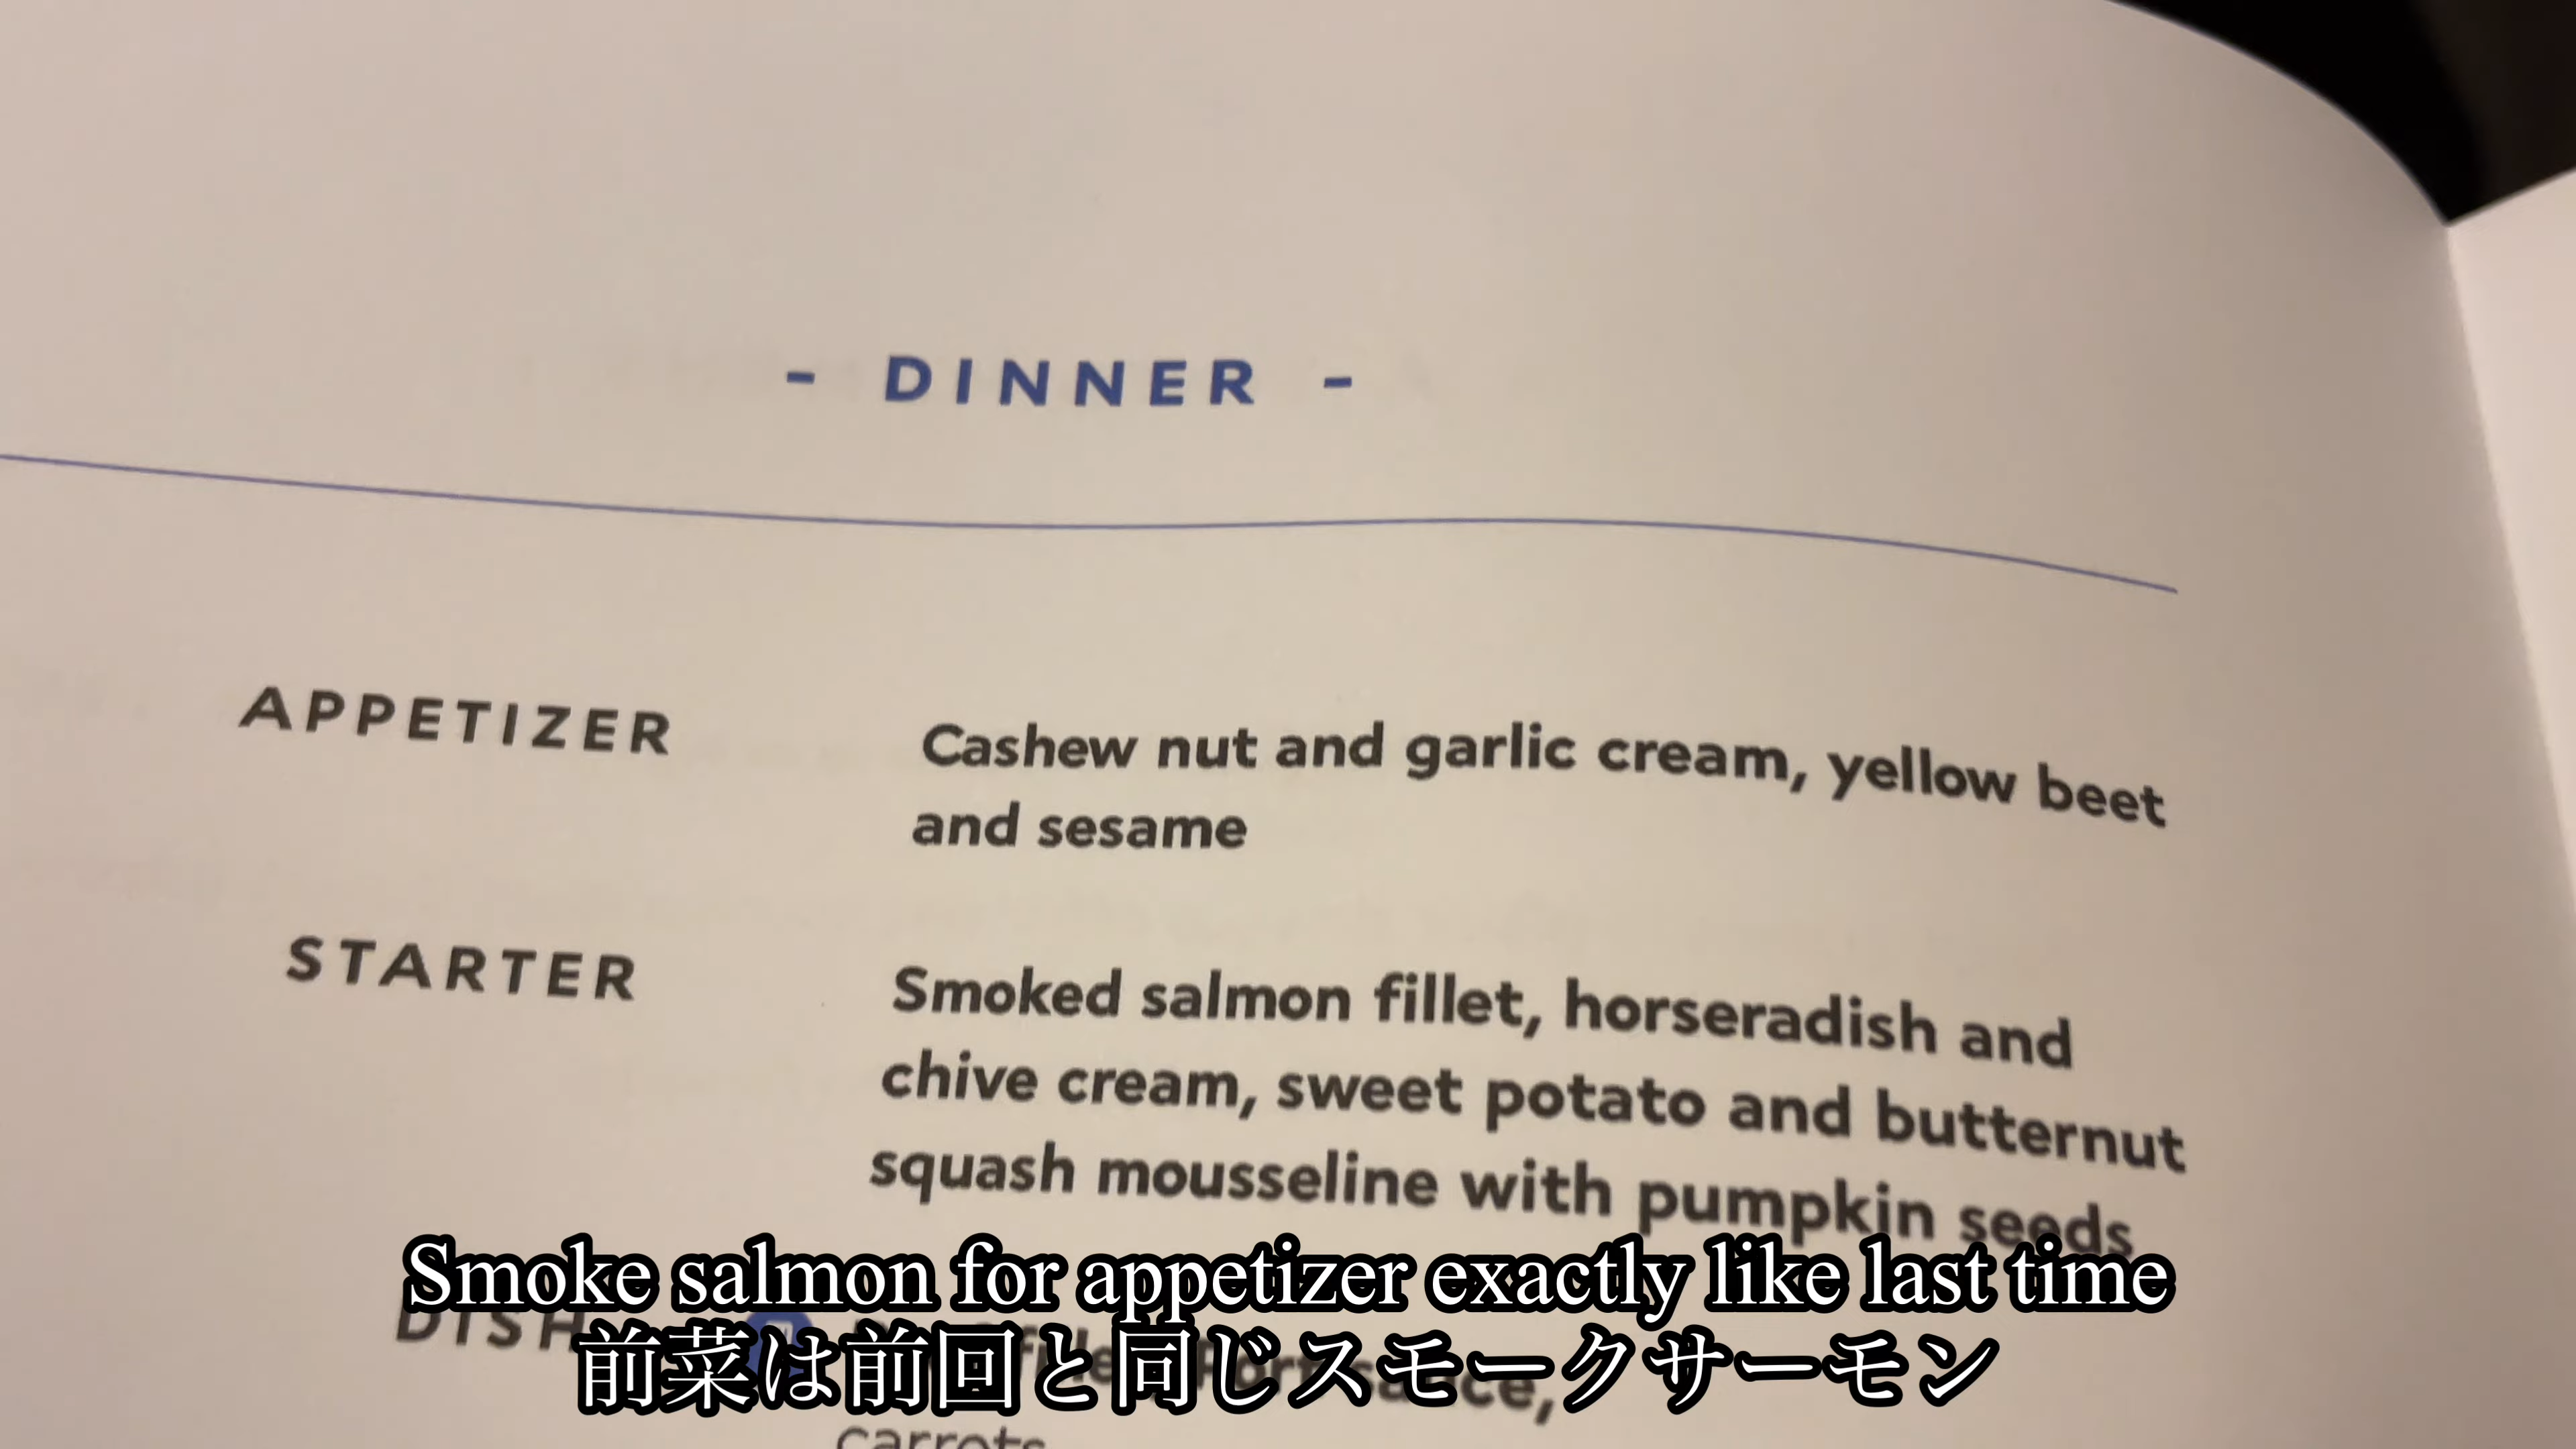 - DINNER -
APPETIZER
Cashew nut and garlic cream, yellow beet
and sesame
STARTER
Smoked salmon fillet, horseradish and
chive cream, sweet potato and butternut
squash mousseline with pumpkin seeds
Smoke salmon for appetizer exactly like last time
DISH
前菜は前回と同じスモークサーモン
carrots